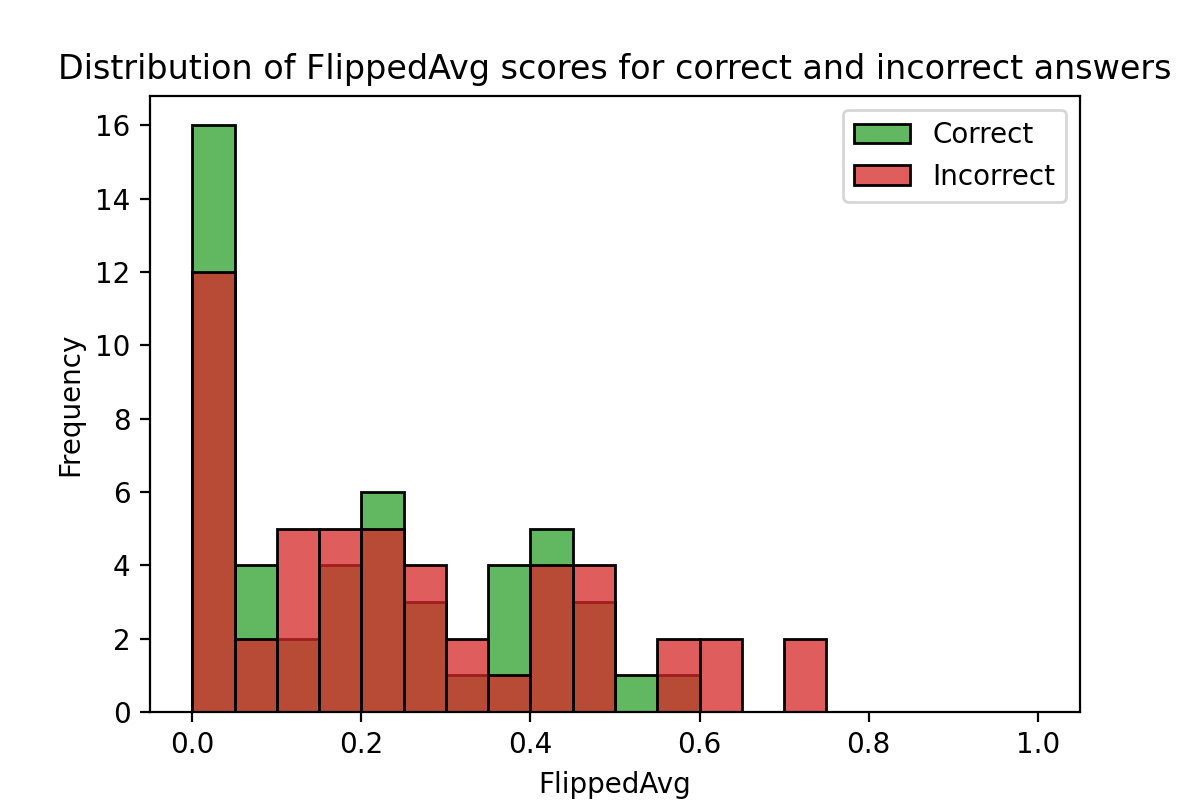 Distribution of FlippedAvg scores for correct and incorrect answers
Correct
Incorrect
16
14
12
10
8
6
4
2
0
Frequency
0.0 0.2 0.4 0.6 0.8 1.0
FlippedAvg